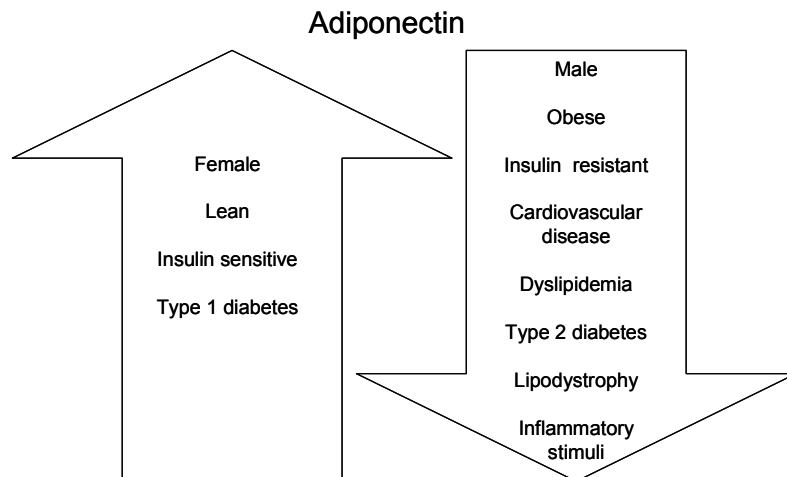 Adiponectin
Female
Lean
Insulin sensitive
Type 1 diabetes
Male
Obese
Insulin resistant
Cardiovascular
disease
Dyslipidemia
Type 2 diabetes
Lipodystrophy
Inflammatory
stimuli